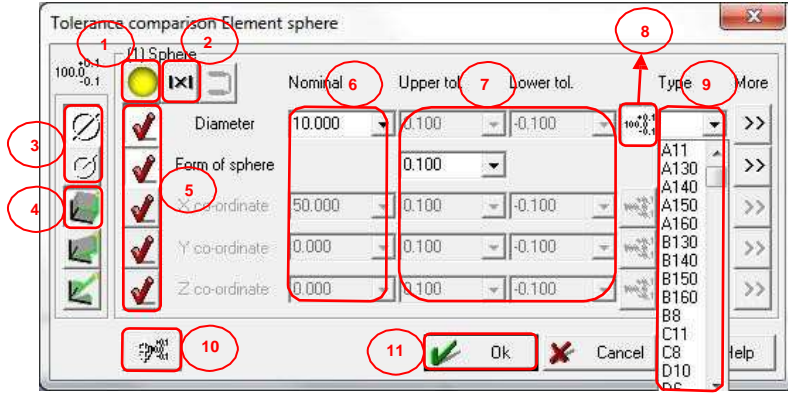 Tolerance comparison Element sphere
8
1
2
(1) Sphere
100.0 +0.1 -0.1
Nominal 6 Upper tol. 7 Lower tol. Type 9 More
Diameter 10.000 0.100 -0.100 100 +0.1 -0.1 >>
3
Form of sphere 0.100 >>
4
5
X co-ordinate 50.000 0.100 -0.100 >>
Y co-ordinate 0.000 0.100 -0.100 >>
Z co-ordinate 0.000 0.100 -0.100 >>
A11
A130
A140
A150
A160
B130
B140
B150
B160
B8
C11
C8
D10
D6
10
11
Ok
Cancel
Help